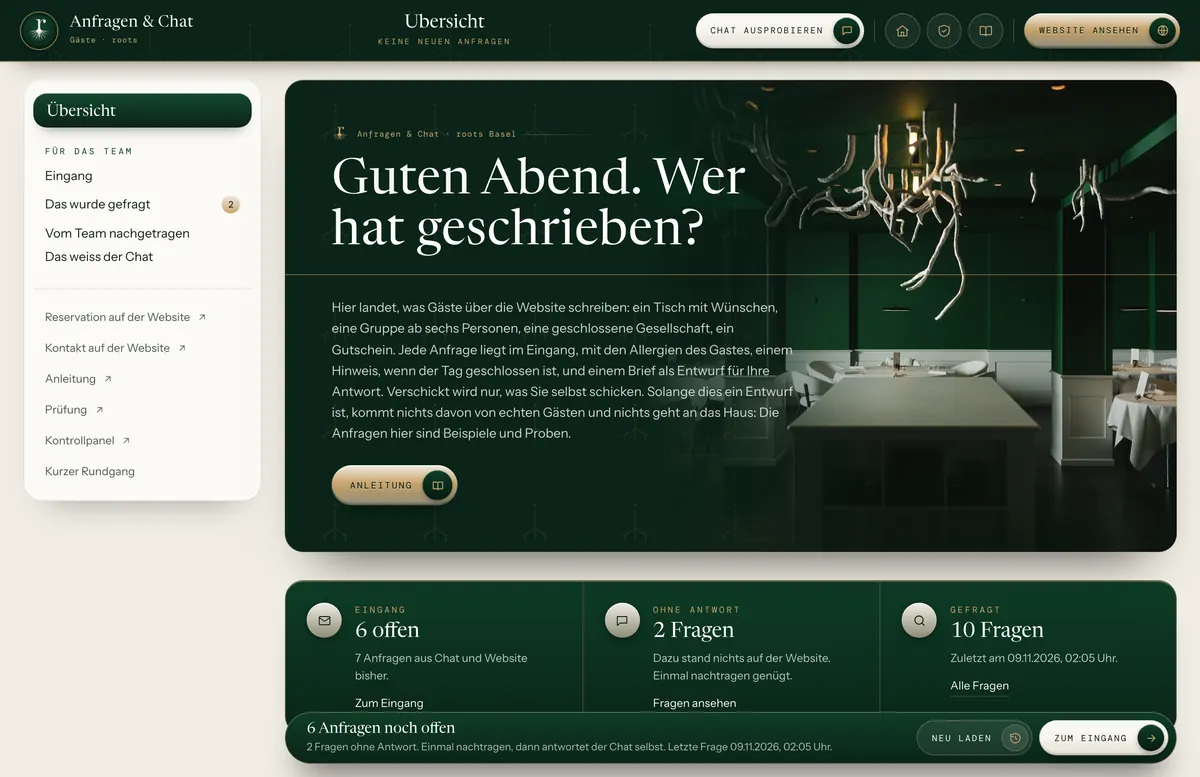 Anfragen & Chat
Gäste · roots
Übersicht
KEINE NEUEN ANFRAGEN
CHAT AUSPROBIEREN
WEBSITE ANSEHEN
Übersicht
FÜR DAS TEAM
Eingang
Das wurde gefragt
2
Vom Team nachgetragen
Das weiss der Chat
Reservation auf der Website
Kontakt auf der Website
Anleitung
Prüfung
Kontrollpanel
Kurzer Rundgang
Anfragen & Chat · roots Basel
Guten Abend. Wer
hat geschrieben?
Hier landet, was Gäste über die Website schreiben: ein Tisch mit Wünschen,
eine Gruppe ab sechs Personen, eine geschlossene Gesellschaft, ein
Gutschein. Jede Anfrage liegt im Eingang, mit den Allergien des Gastes, einem
Hinweis, wenn der Tag geschlossen ist, und einem Brief als Entwurf für Ihre
Antwort. Verschickt wird nur, was Sie selbst schicken. Solange dies ein Entwurf
ist, kommt nichts davon von echten Gästen und nichts geht an das Haus: Die
Anfragen hier sind Beispiele und Proben.
ANLEITUNG
EINGANG
6 offen
7 Anfragen aus Chat und Website
bisher.
Zum Eingang
OHNE ANTWORT
2 Fragen
Dazu stand nichts auf der Website.
Einmal nachtragen genügt.
Fragen ansehen
GEFRAGT
10 Fragen
Zuletzt am 09.11.2026, 02:05 Uhr.
Alle Fragen
6 Anfragen noch offen
2 Fragen ohne Antwort. Einmal nachtragen, dann antwortet der Chat selbst. Letzte Frage 09.11.2026, 02:05 Uhr.
NEU LADEN
ZUM EINGANG